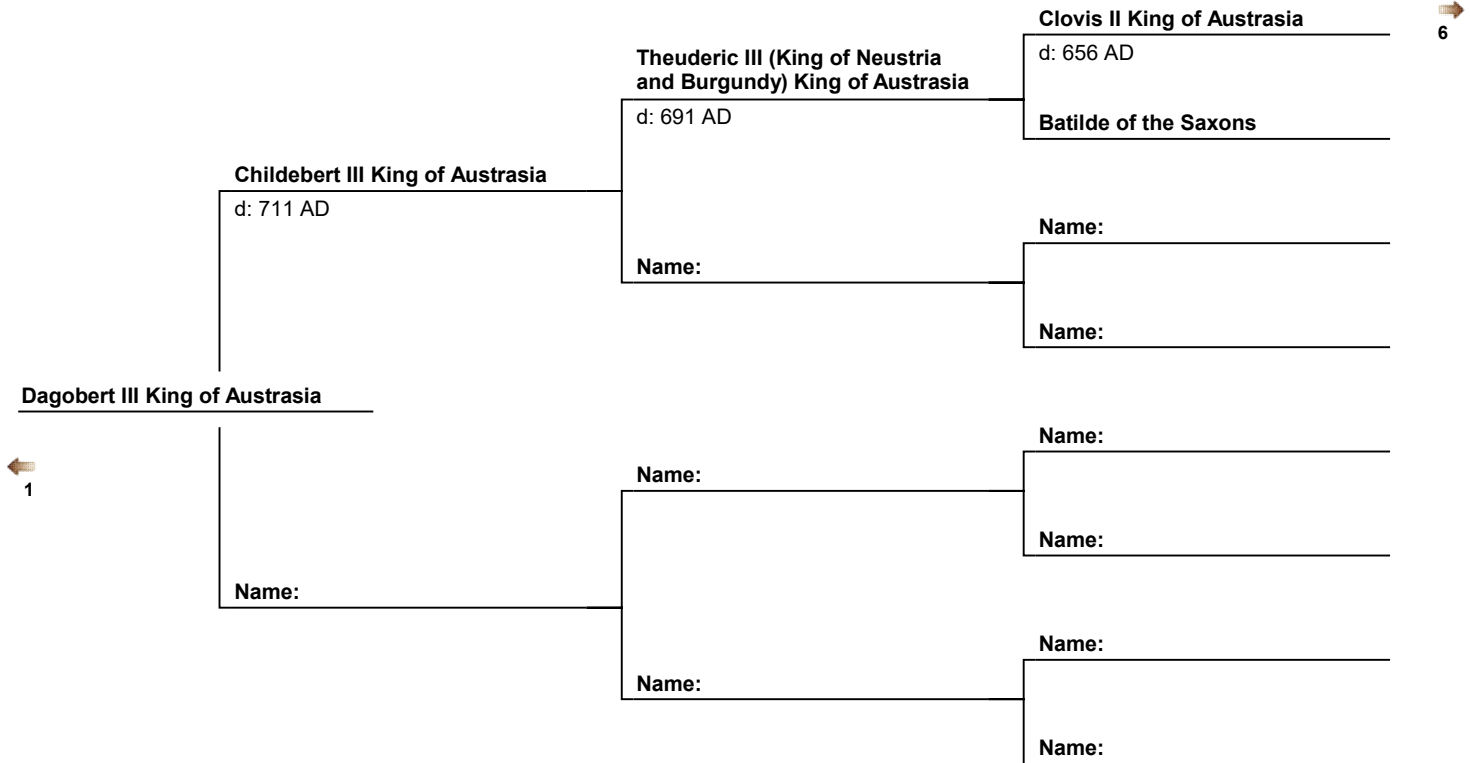 Clovis II King of Austrasia
6
d: 656 AD
Theuderic III (King of Neustria
and Burgundy) King of Austrasia
d: 691 AD
Batilde of the Saxons
Childebert III King of Austrasia
d: 711 AD
Name:
Name:
Name:
Dagobert III King of Austrasia
1
Name:
Name:
Name:
Name:
Name:
Name:
Name: